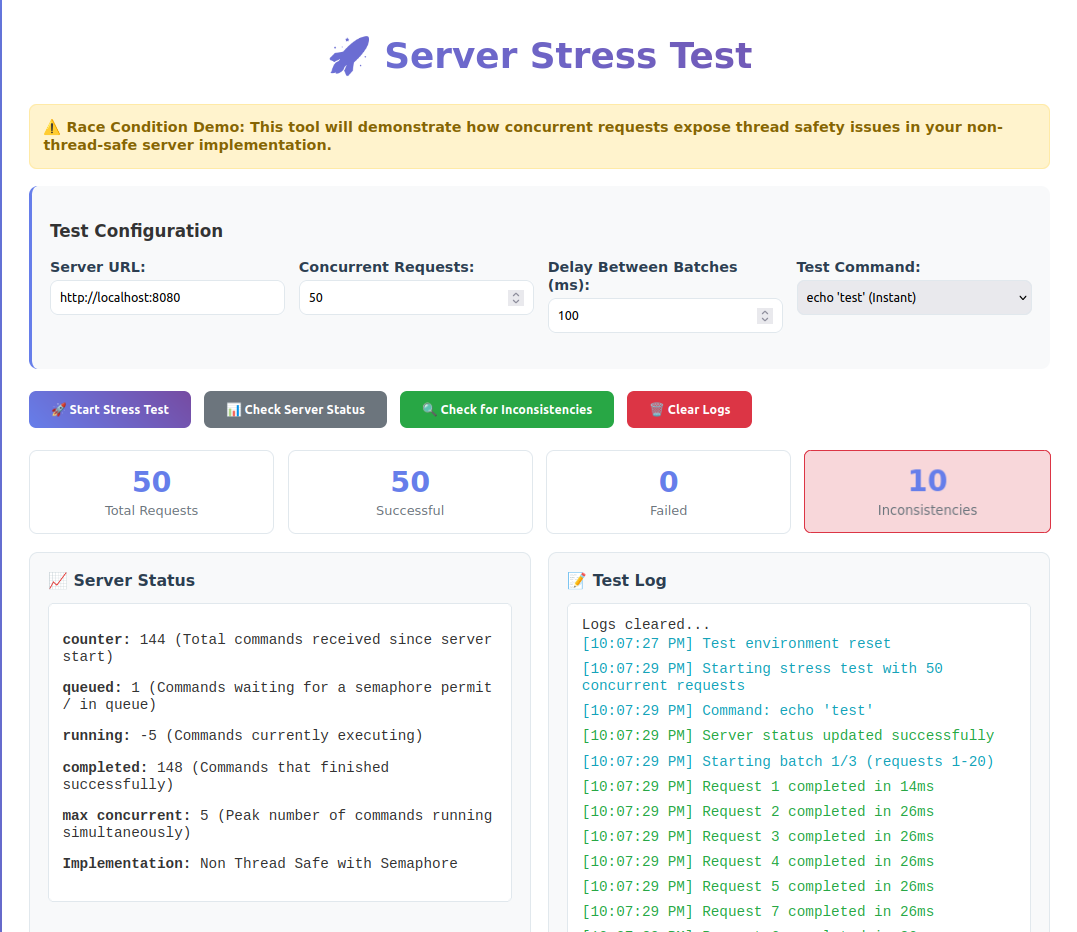 🚀 Server Stress Test
⚠️ Race Condition Demo: This tool will demonstrate how concurrent requests expose thread safety issues in your non-
thread-safe server implementation.
Test Configuration
Server URL:
http://localhost:8080
Concurrent Requests:
50
Delay Between Batches
(ms):
100
Test Command:
echo 'test' (Instant)
🚀 Start Stress Test
📊 Check Server Status
🔍 Check for Inconsistencies
🗑️ Clear Logs
50
Total Requests
50
Successful
0
Failed
10
Inconsistencies
📈 Server Status
counter: 144 (Total commands received since server
start)
queued: 1 (Commands waiting for a semaphore permit
/ in queue)
running: -5 (Commands currently executing)
completed: 148 (Commands that finished
successfully)
max concurrent: 5 (Peak number of commands running
simultaneously)
Implementation: Non Thread Safe with Semaphore
📝 Test Log
Logs cleared...
[10:07:27 PM] Test environment reset
[10:07:29 PM] Starting stress test with 50
concurrent requests
[10:07:29 PM] Command: echo 'test'
[10:07:29 PM] Server status updated successfully
[10:07:29 PM] Starting batch 1/3 (requests 1-20)
[10:07:29 PM] Request 1 completed in 14ms
[10:07:29 PM] Request 2 completed in 26ms
[10:07:29 PM] Request 3 completed in 26ms
[10:07:29 PM] Request 4 completed in 26ms
[10:07:29 PM] Request 5 completed in 26ms
[10:07:29 PM] Request 7 completed in 26ms